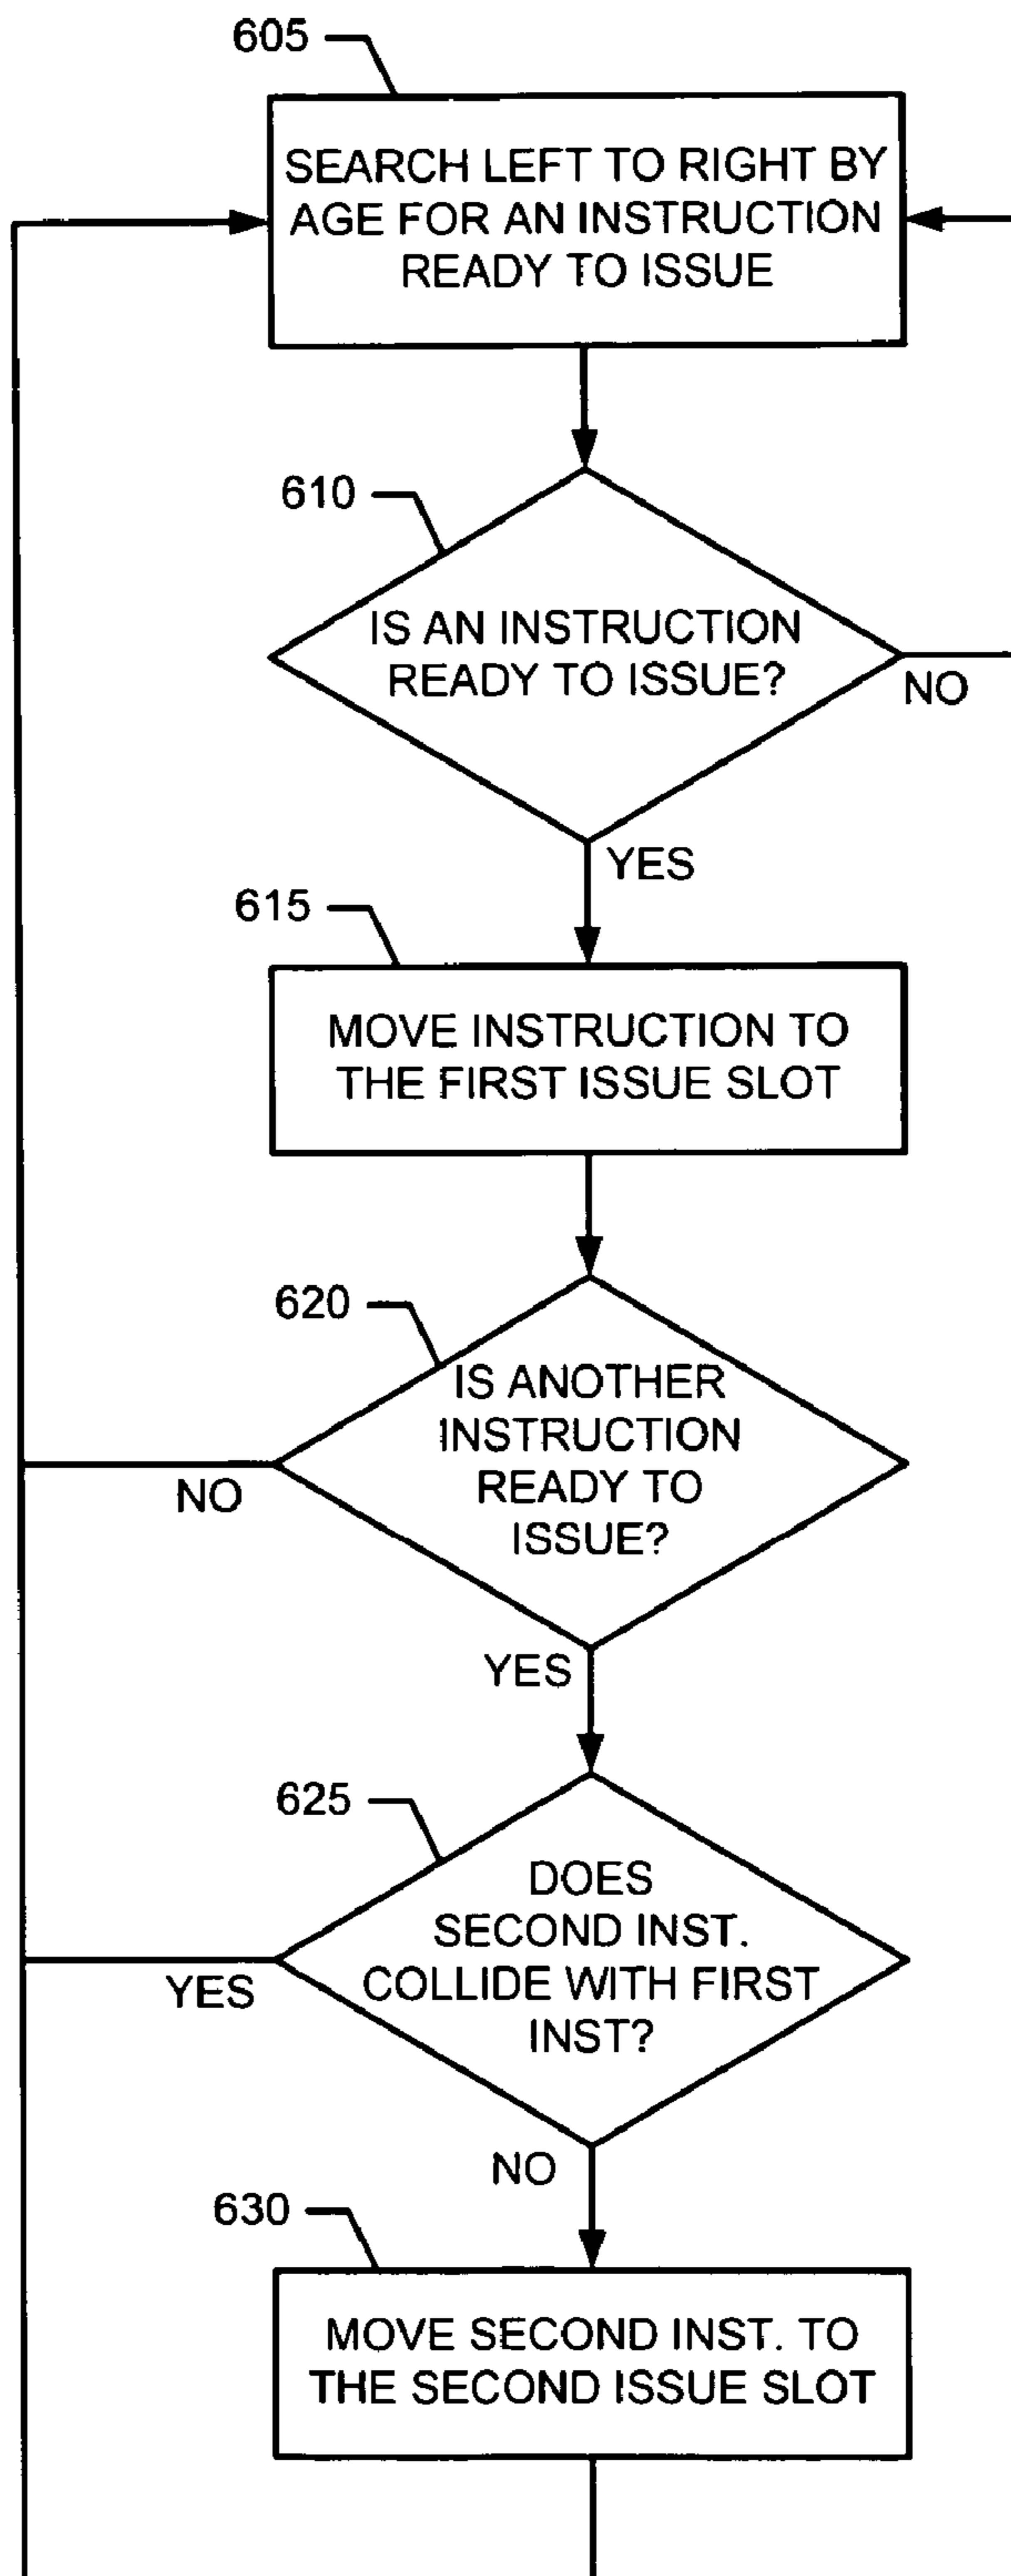 605
SEARCH LEFT TO RIGHT BY
AGE FOR AN INSTRUCTION
READY TO ISSUE
610
IS AN INSTRUCTION
READY TO ISSUE?
NO
YES
615
MOVE INSTRUCTION TO
THE FIRST ISSUE SLOT
620
IS ANOTHER
INSTRUCTION
READY TO
ISSUE?
NO
YES
625
DOES
SECOND INST.
COLLIDE WITH FIRST
INST?
YES
NO
630
MOVE SECOND INST. TO
THE SECOND ISSUE SLOT